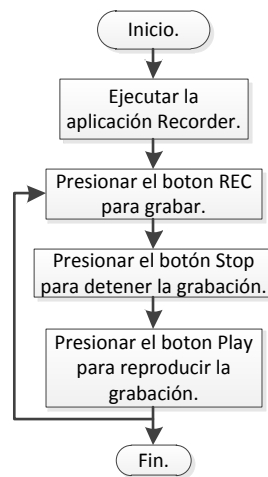 Inicio.
Ejecutar la
aplicación Recorder.
Presionar el boton REC
para grabar.
Presionar el botón Stop
para detener la grabación.
Presionar el boton Play
para reproducir la
grabación.
Fin.